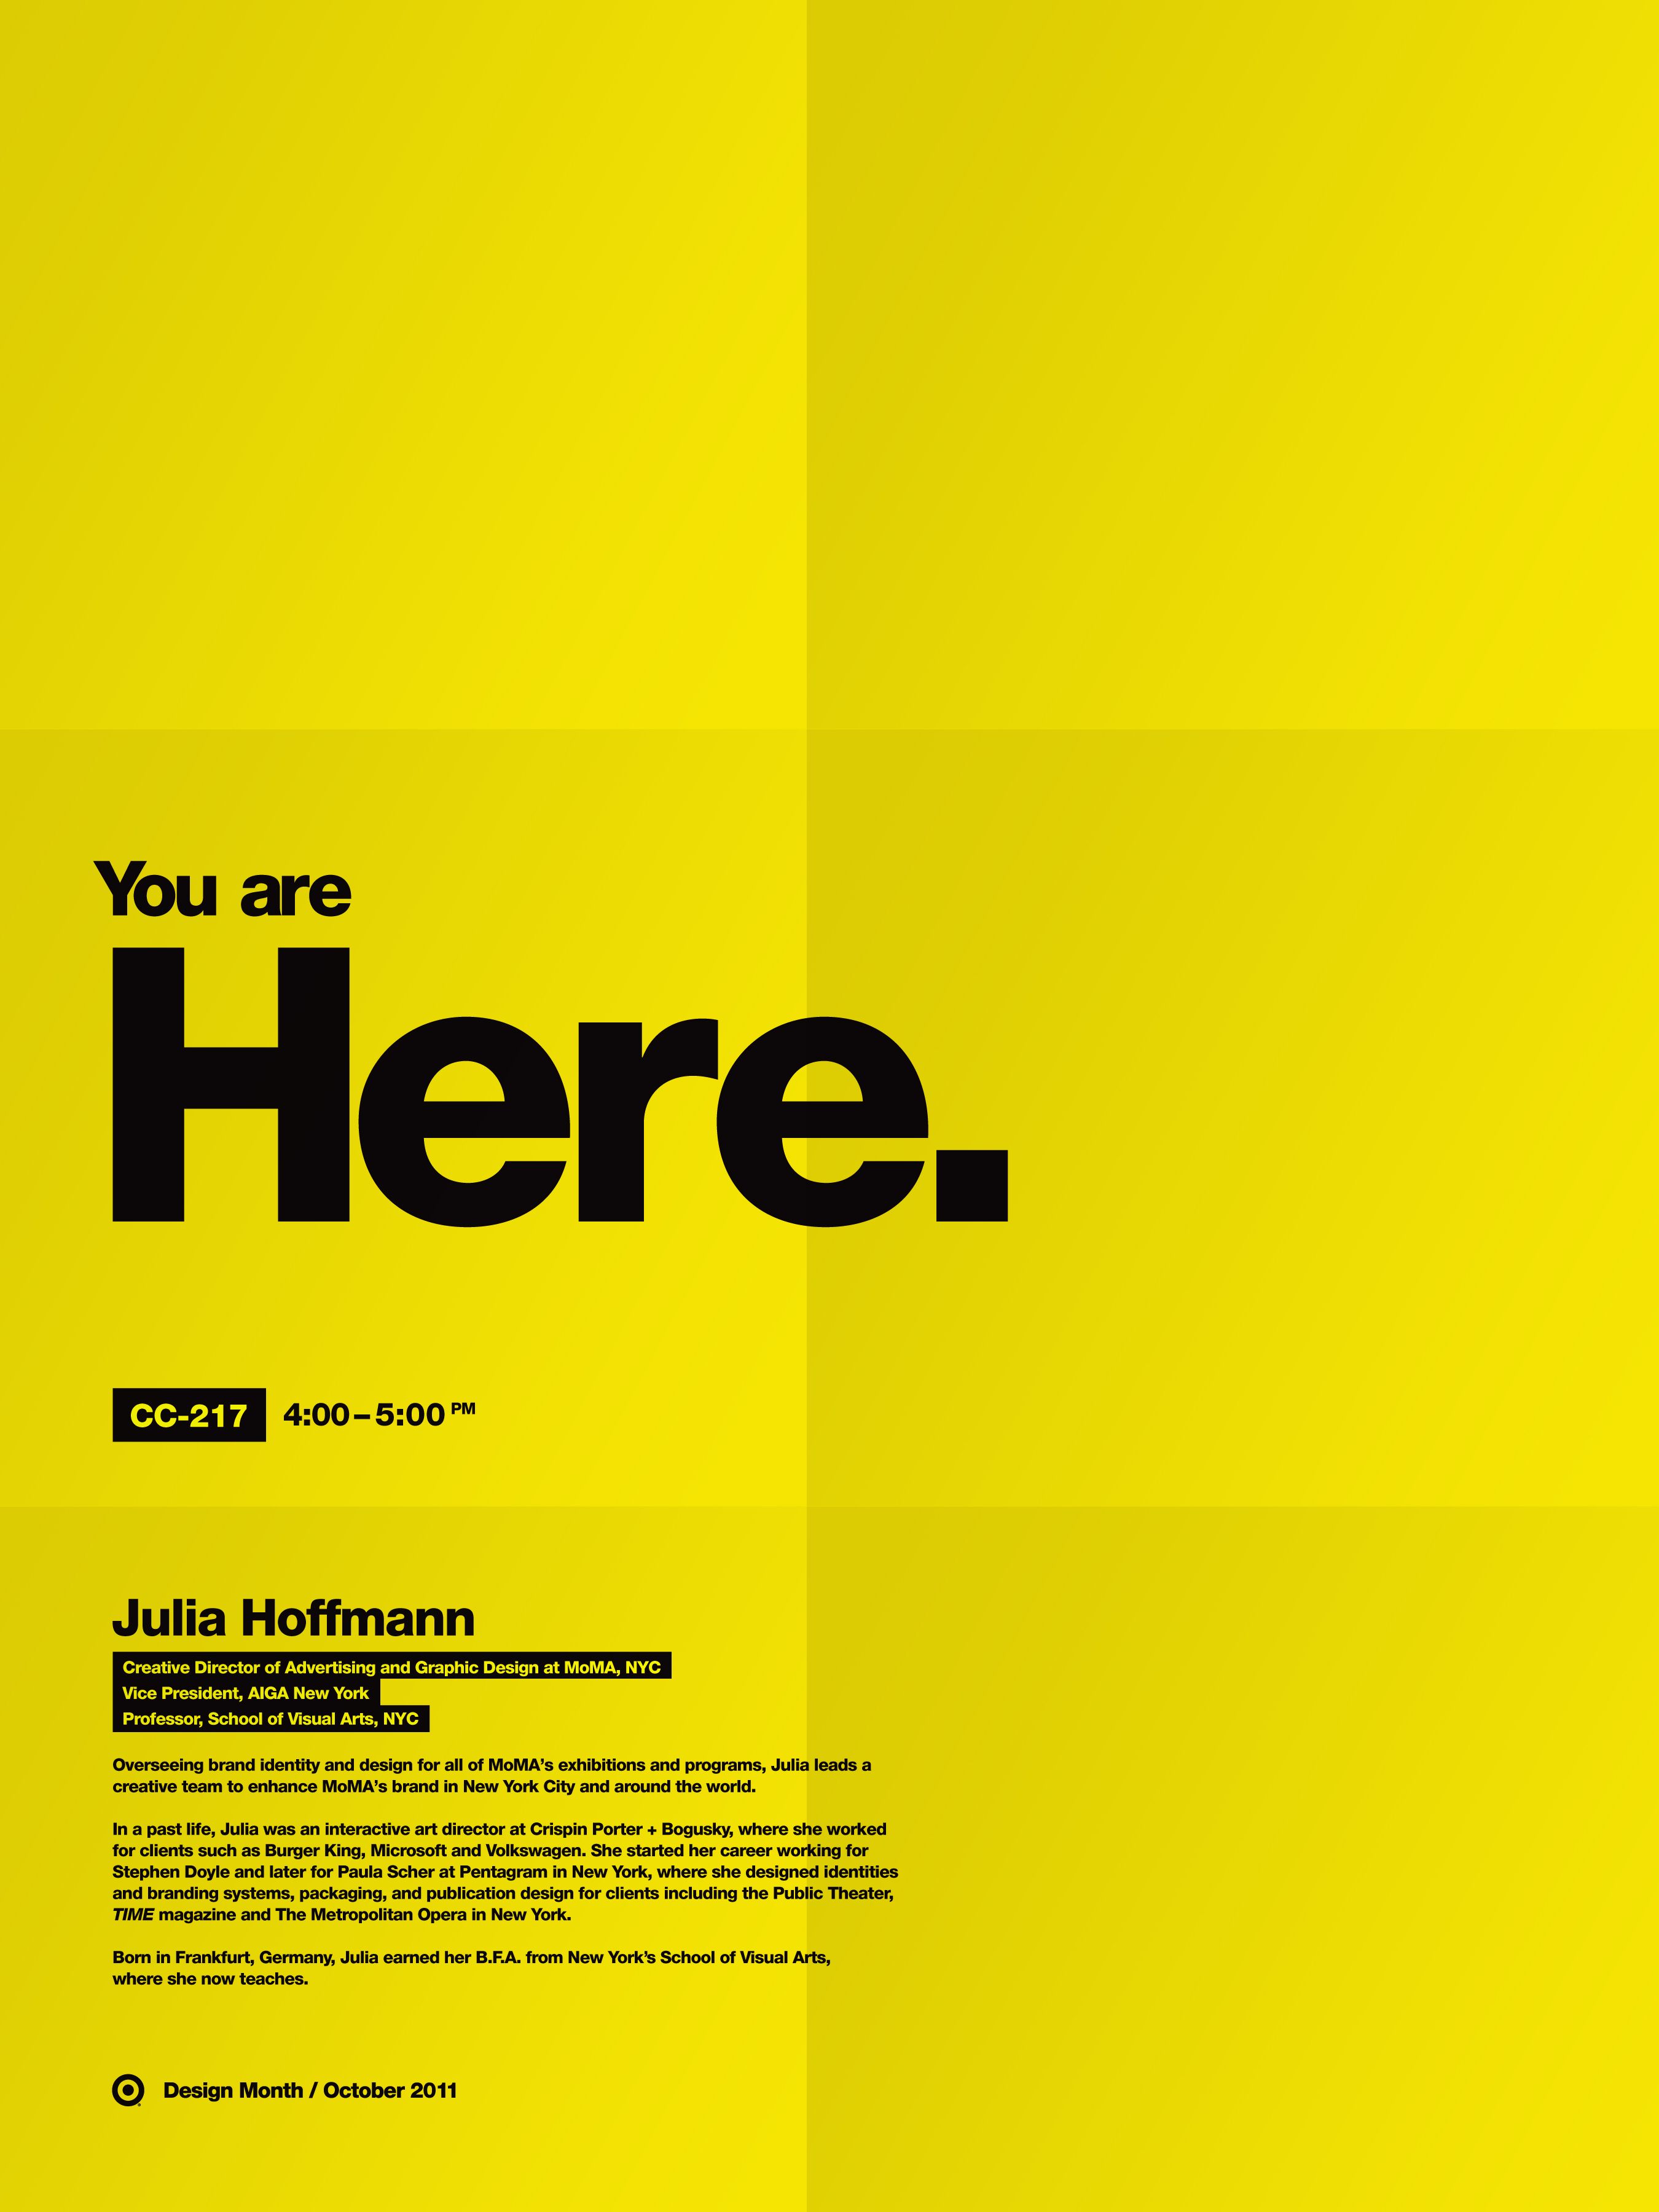 You are
Here.
CC-217 4:00–5:00 PM
Julia Hoffmann
Creative Director of Advertising and Graphic Design at MoMA, NYC
Vice President, AIGA New York
Professor, School of Visual Arts, NYC
Overseeing brand identity and design for all of MoMA’s exhibitions and programs, Julia leads a
creative team to enhance MoMA’s brand in New York City and around the world.
In a past life, Julia was an interactive art director at Crispin Porter + Bogusky, where she worked
for clients such as Burger King, Microsoft and Volkswagen. She started her career working for
Stephen Doyle and later for Paula Scher at Pentagram in New York, where she designed identities
and branding systems, packaging, and publication design for clients including the Public Theater,
TIME magazine and The Metropolitan Opera in New York.
Born in Frankfurt, Germany, Julia earned her B.F.A. from New York’s School of Visual Arts,
where she now teaches.
Design Month / October 2011